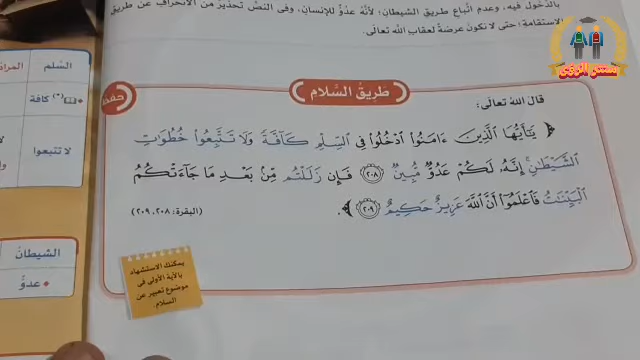 بالدخول فيه، وعدم اتباع طريق الشيطان؛ لأنه عدو للإنسان، وفى النص تحذير من الانحراف عن طريق
الاستقامة؛ حتى لا نكون عرضة لعقاب الله تعالى.
طريق السلام
حفظ
قال الله تعالى:
﴿ يَٰٓأَيُّهَا ٱلَّذِينَ ءَامَنُوا۟ ٱدْخُلُوا۟ فِى ٱلسِّلْمِ كَآفَّةً وَلَا تَتَّبِعُوا۟ خُطُوَٰتِ
ٱلشَّيْطَٰنِ ۚ إِنَّهُۥ لَكُمْ عَدُوٌّ مُّبِينٌ ٢٠٨ فَإِن زَلَلْتُم مِّنۢ بَعْدِ مَا جَآءَتْكُمُ
ٱلْبَيِّنَٰتُ فَٱعْلَمُوٓا۟ أَنَّ ٱللَّهَ عَزِيزٌ حَكِيمٌ ٢٠٩ ﴾.
(البقرة: ٢٠٨-٢٠٩)
يمكنك الاستشهاد
بالآية الأولى فى
موضوع تعبير عن
السلام.
السلم
كافة
لا تتبعوا
الشيطان
عدو